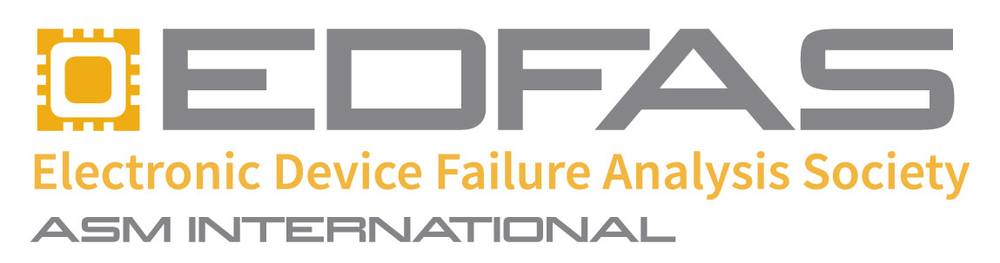 EDFAS
Electronic Device Failure Analysis Society
ASM INTERNATIONAL